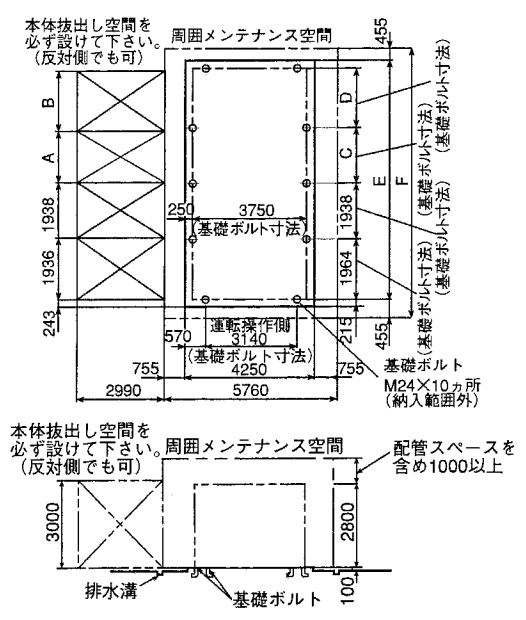 本体抜出し空間を
必ず設けて下さい。
(反対側でも可)
周囲メンテナンス空間
455
B
A
1938
1936
243
D
C
1938
1964
215
455
E
F
(基礎ボルト寸法)
(基礎ボルト寸法)
(基礎ボルト寸法)
(基礎ボルト寸法)
250
3750
(基礎ボルト寸法)
運転操作側
570
3140
(基礎ボルト寸法)
755
4250
755
2990
5760
基礎ボルト
M24×10ヵ所
(納入範囲外)
本体抜出し空間を
必ず設けて下さい。
(反対側でも可)
周囲メンテナンス空間
配管スペースを
含め1000以上
3000
2800
100
排水溝
基礎ボルト